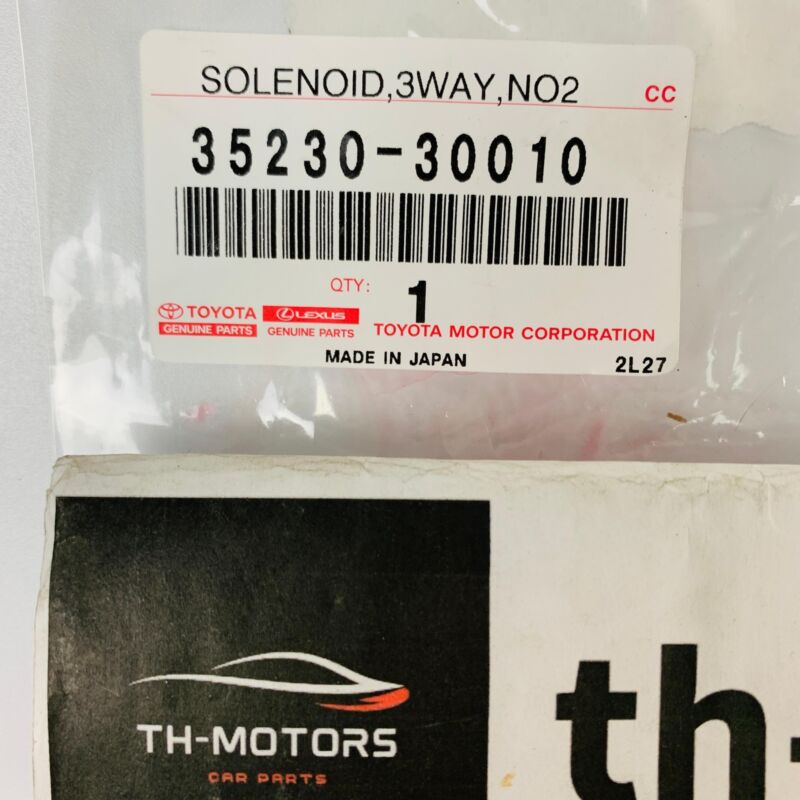 SOLENOID,3WAY,NO2 CC
35230-30010
QTY: 1
TOYOTA LEXUS
GENUINE PARTS GENUINE PARTS TOYOTA MOTOR CORPORATION
MADE IN JAPAN 2L27
TH-MOTORS
CAR PARTS
th-